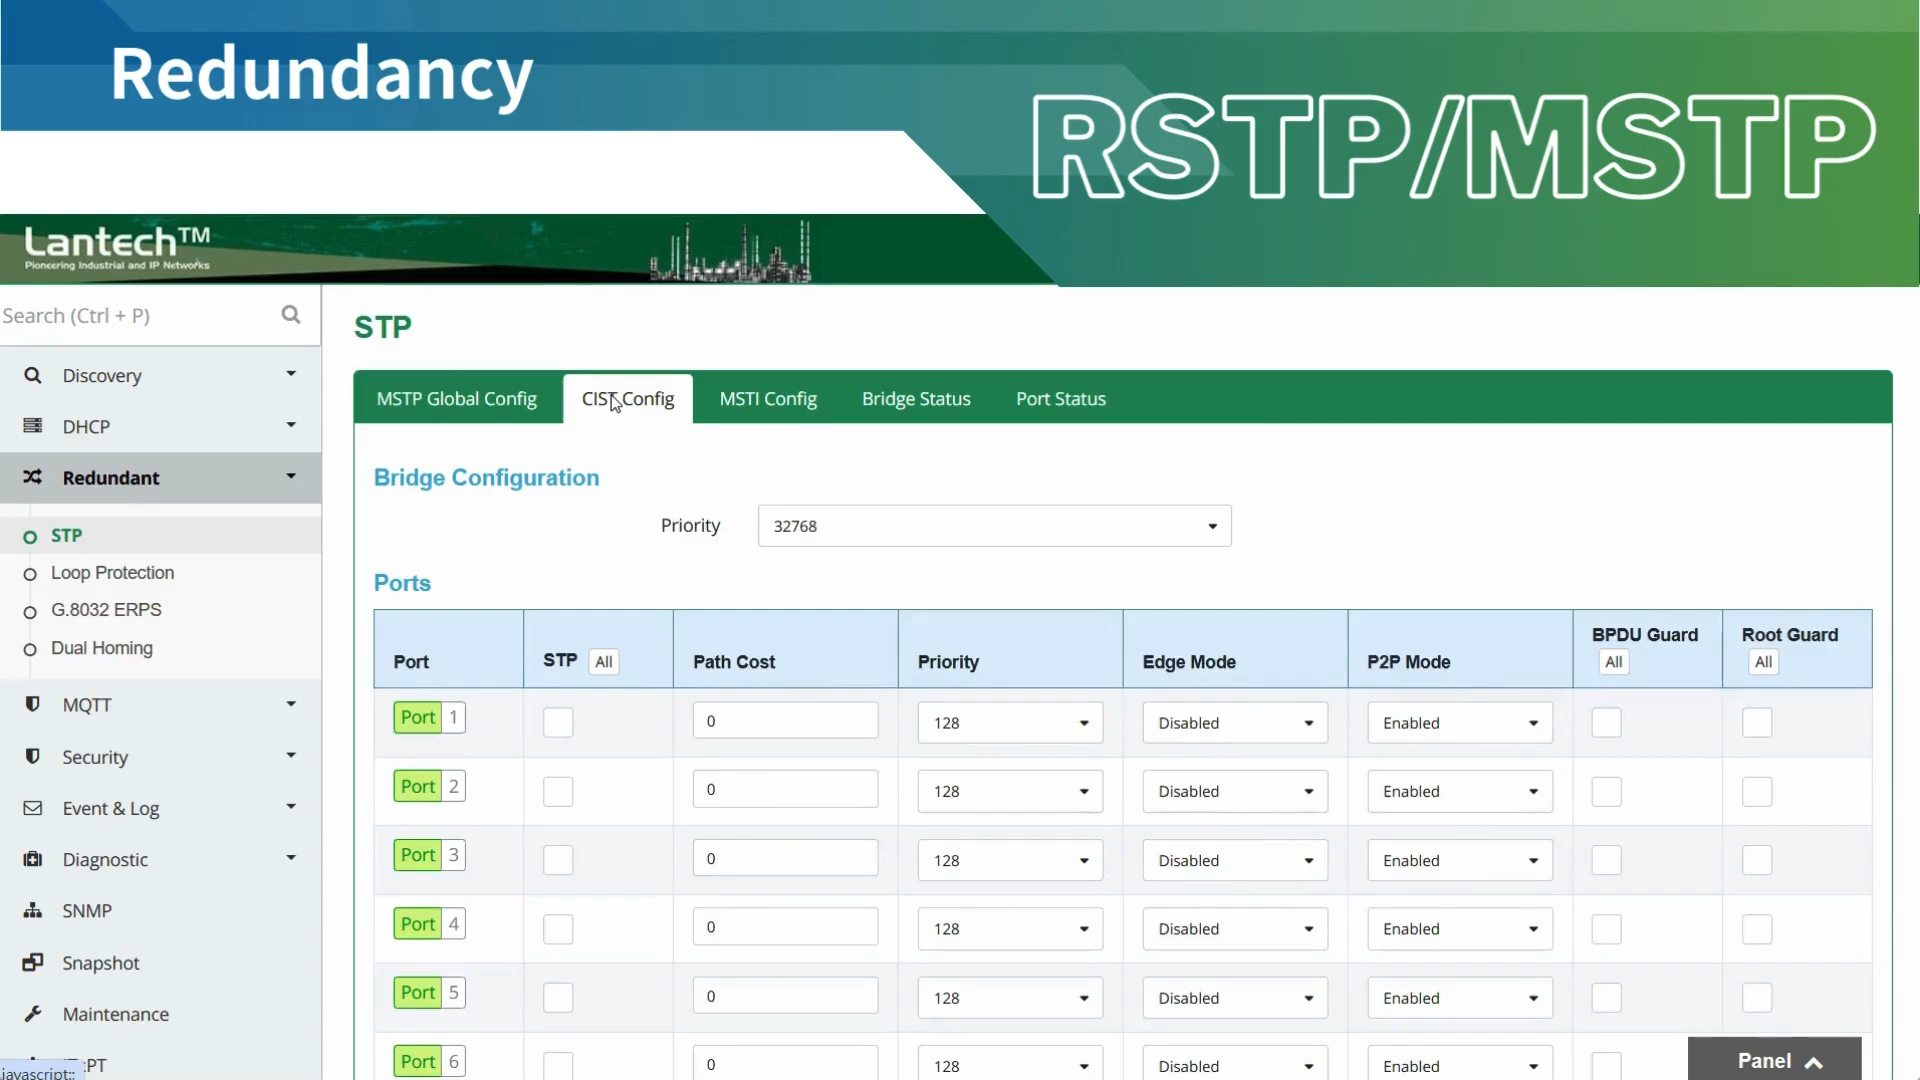 Redundancy
RSTP/MSTP
Lantech™
Pioneering Industrial and IP Networks
Search (Ctrl + P)
Discovery
DHCP
Redundant
STP
Loop Protection
G.8032 ERPS
Dual Homing
MQTT
Security
Event & Log
Diagnostic
SNMP
Snapshot
Maintenance
javascript:;
STP
MSTP Global Config CIST Config MSTI Config Bridge Status Port Status
Bridge Configuration
Priority 32768
Ports
Port STP All Path Cost Priority Edge Mode P2P Mode BPDU Guard All Root Guard All
Port 1 0 128 Disabled Enabled
Port 2 0 128 Disabled Enabled
Port 3 0 128 Disabled Enabled
Port 4 0 128 Disabled Enabled
Port 5 0 128 Disabled Enabled
Port 6 0 128 Disabled Enabled
Panel